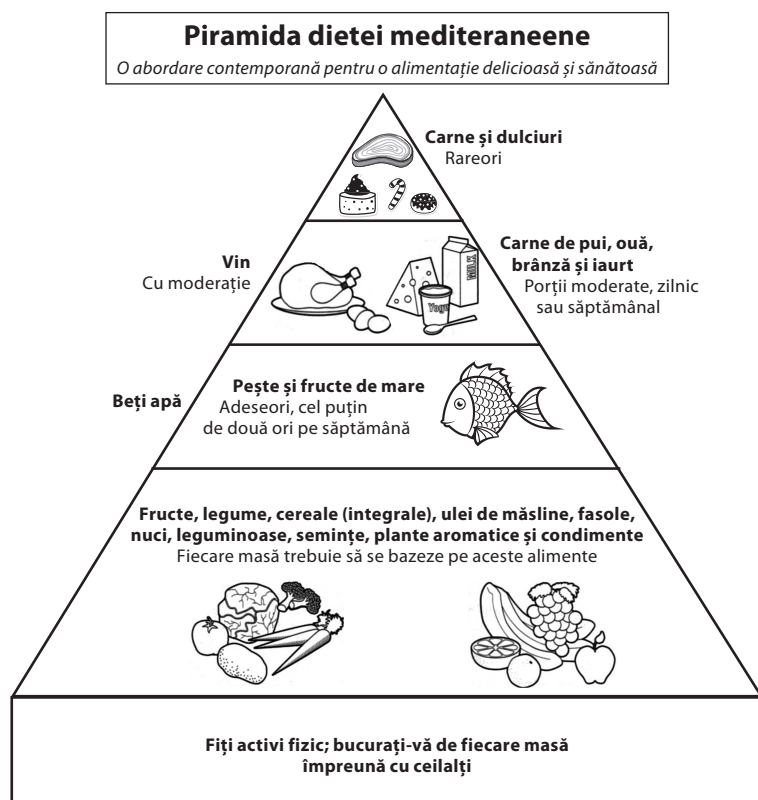 Piramida dietei mediteraneene
O abordare contemporană pentru o alimentație delicioasă și sănătoasă
Carne și dulciuri
Rareori
Vin
Cu moderație
Carne de pui, ouă,
brânză și iaurt
Porții moderate, zilnic
sau săptămânal
MILK
Yogu
Beți apă
Pește și fructe de mare
Adeseori, cel puțin
de două ori pe săptămână
Fructe, legume, cereale (integrale), ulei de măsline, fasole,
nuci, leguminoase, semințe, plante aromatice și condimente
Fiecare masă trebuie să se bazeze pe aceste alimente
Fiți activi fizic; bucurați-vă de fiecare masă
împreună cu ceilalți